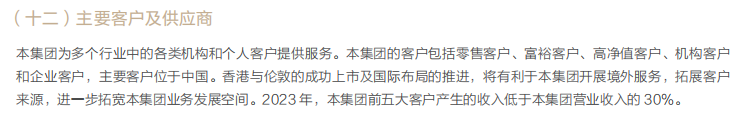 （十二）主要客户及供应商
本集团为多个行业中的各类机构和个人客户提供服务。本集团的客户包括零售客户、富裕客户、高净值客户、机构客户
和企业客户，主要客户位于中国。香港与伦敦的成功上市及国际布局的推进，将有利于本集团开展境外服务，拓展客户
来源，进一步拓宽本集团业务发展空间。2023 年，本集团前五大客户产生的收入低于本集团营业收入的 30%。